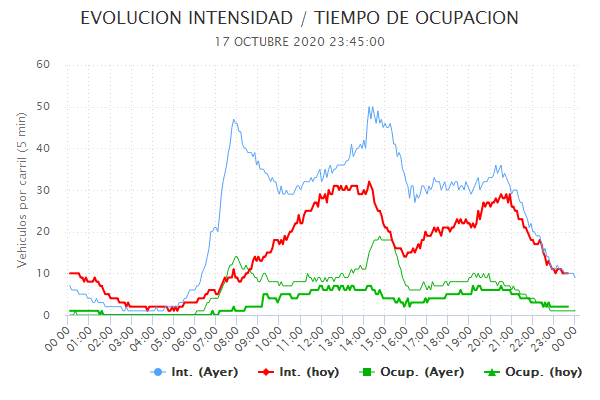 EVOLUCION INTENSIDAD / TIEMPO DE OCUPACION
17 OCTUBRE 2020 23:45:00
Vehiculos por carril (5 min)
60
50
40
30
20
10
0
00:00 01:00 02:00 03:00 04:00 05:00 06:00 07:00 08:00 09:00 10:00 11:00 12:00 13:00 14:00 15:00 16:00 17:00 18:00 19:00 20:00 21:00 22:00 23:00 00:00
Int. (Ayer) Int. (hoy) Ocup. (Ayer) Ocup. (hoy)